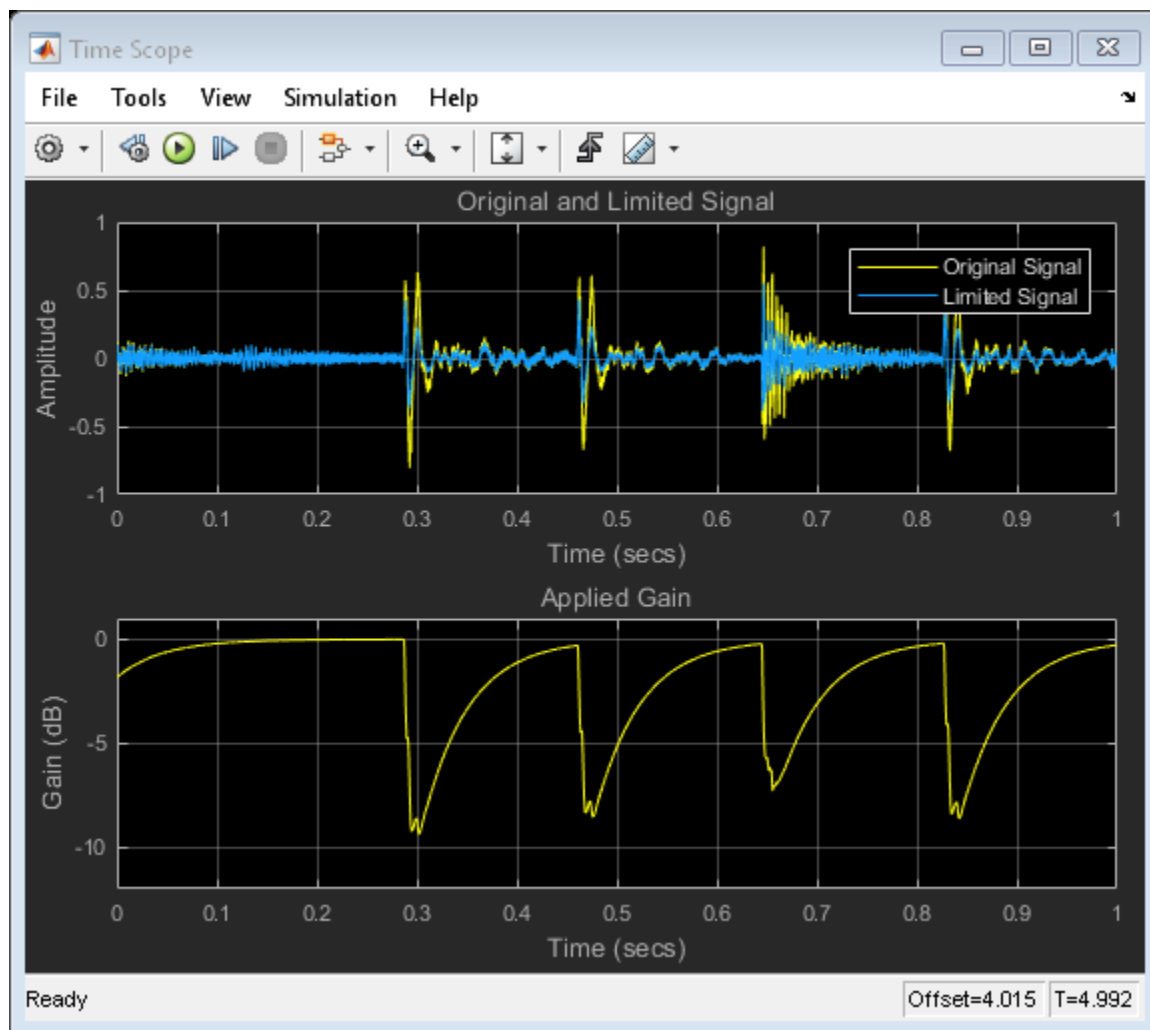 Time Scope
File Tools View Simulation Help
Original and Limited Signal
Original Signal
Limited Signal
Amplitude
1
0.5
0
-0.5
-1
0 0.1 0.2 0.3 0.4 0.5 0.6 0.7 0.8 0.9 1
Time (secs)
Applied Gain
Gain (dB)
0
-5
-10
0 0.1 0.2 0.3 0.4 0.5 0.6 0.7 0.8 0.9 1
Time (secs)
Ready Offset=4.015 T=4.992